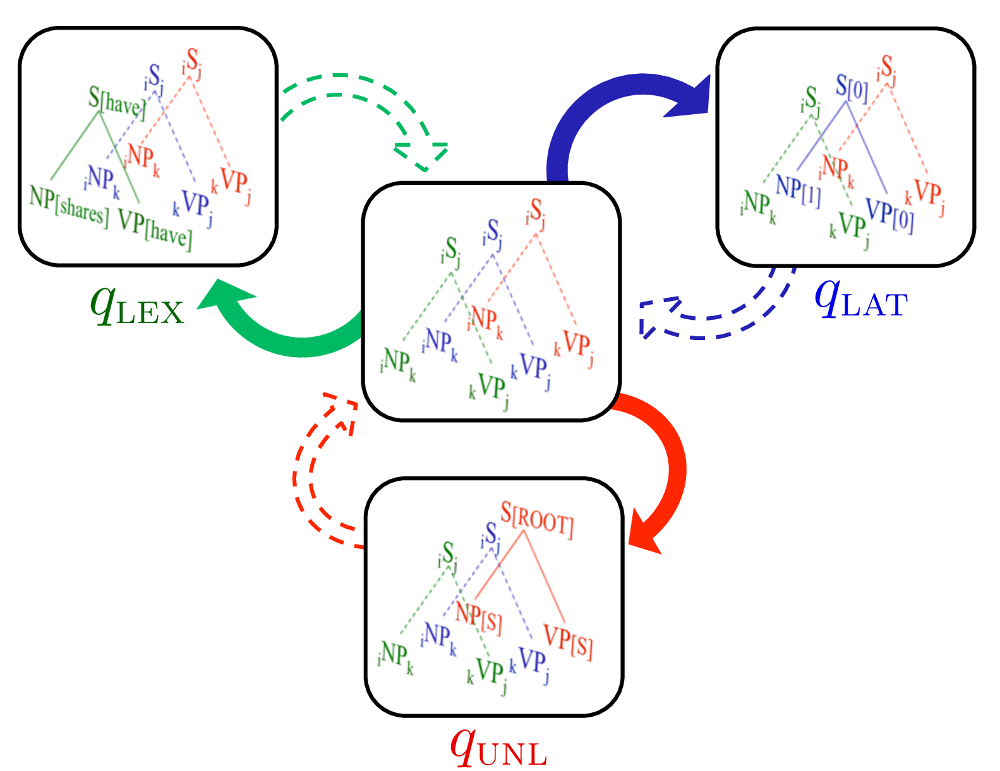 iSj
iSj
S[have]
iNPk
iNPk
kVPj
kVPj
NP[shares]
VP[have]
qLEX
iSj
S[0]
iSj
iNPk
NP[1]
kVPj
iNPk
VP[0]
kVPj
qLAT
iSj
iSj
iSj
iNPk
iNPk
kVPj
iNPk
kVPj
kVPj
S[ROOT]
iSj
iSj
NP[S]
iNPk
VP[S]
iNPk
kVPj
kVPj
qUNL